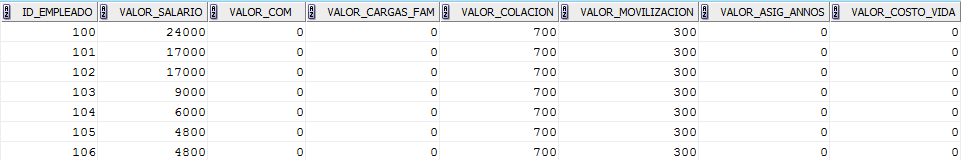 ID_EMPLEADO VALOR_SALARIO VALOR_COM VALOR_CARGAS_FAM VALOR_COLACION VALOR_MOVILIZACION VALOR_ASIG_ANNOS VALOR_COSTO_VIDA
100 24000 0 0 700 300 0 0
101 17000 0 0 700 300 0 0
102 17000 0 0 700 300 0 0
103 9000 0 0 700 300 0 0
104 6000 0 0 700 300 0 0
105 4800 0 0 700 300 0 0
106 4800 0 0 700 300 0 0